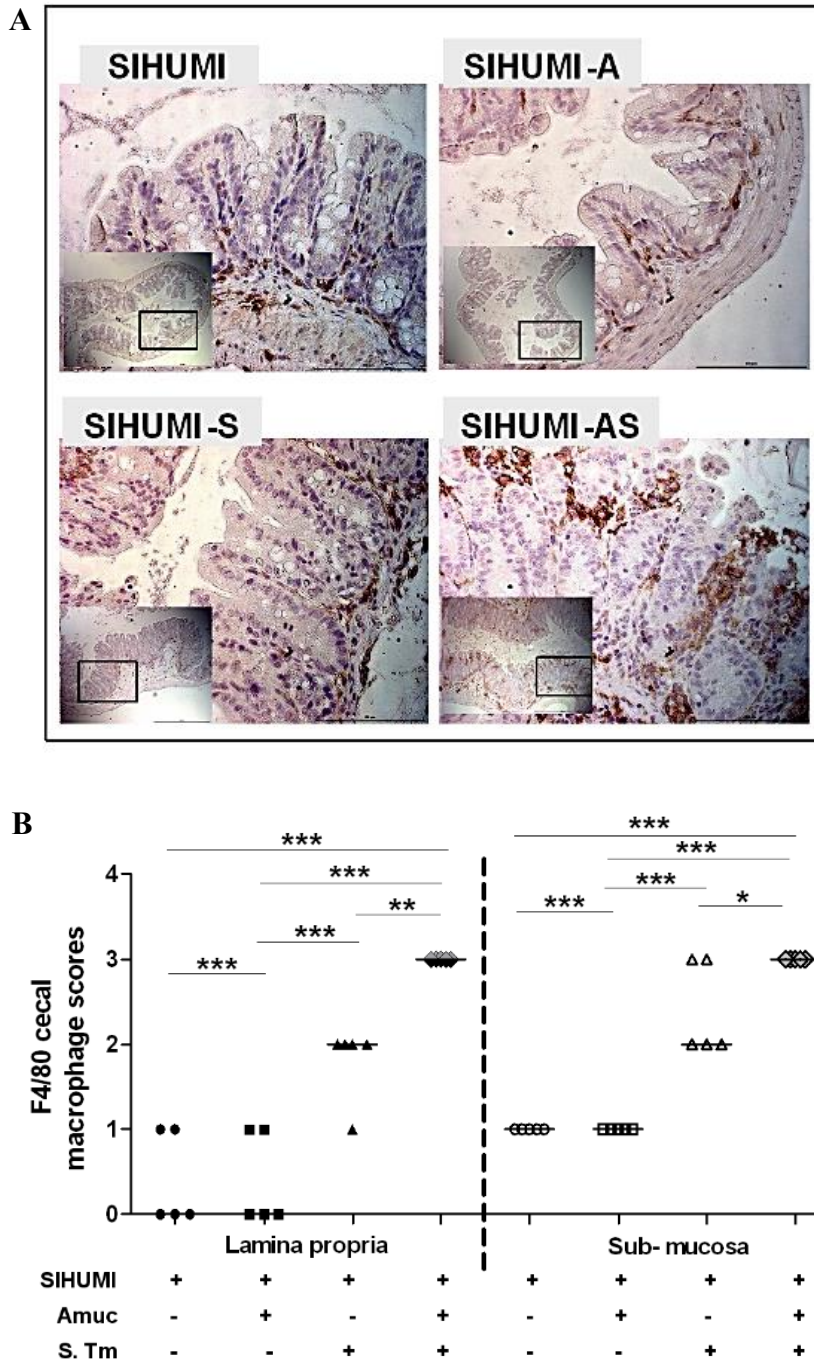 A
SIHUMI SIHUMI-A
SIHUMI-S SIHUMI-AS
B
***
***
***
***
***
**
***
*
***
***
4
3
2
1
0
F4/80 cecal
macrophage scores
Lamina propria Sub- mucosa
SIHUMI + + + + + + + +
Amuc - + - + - + - +
S. Tm - - + + - - + +